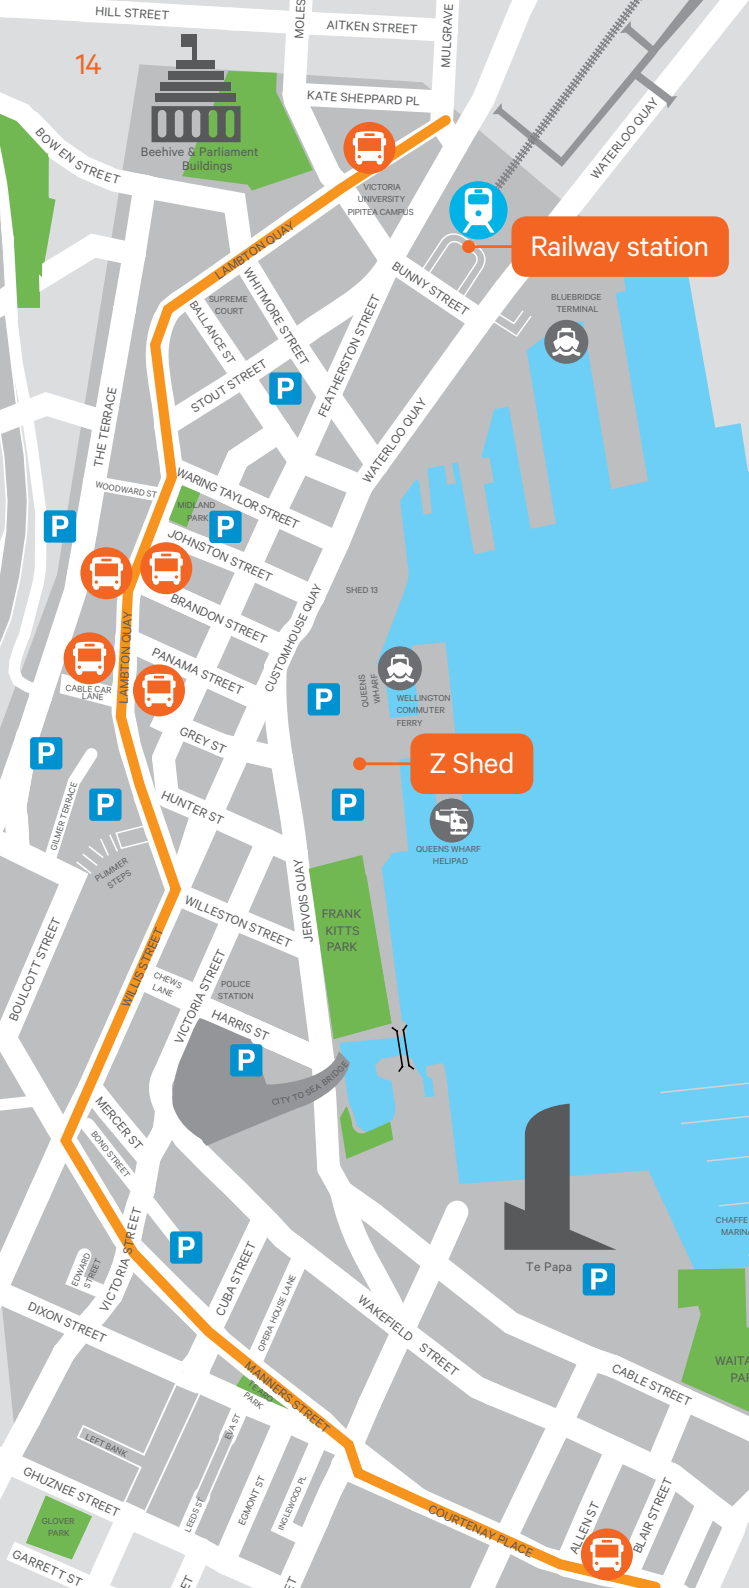 HILL STREET
MOLES
AITKEN STREET
MULGRAVE
14
KATE SHEPPARD PL
BOWEN STREET
Beehive & Parliament
Buildings
WATERLOO QUAY
VICTORIA
UNIVERSITY
PIPITEA CAMPUS
Railway station
LAMBTON QUAY
BUNNY STREET
WHITMORE STREET
SUPREME
COURT
BALLANCE ST
BLUEBRIDGE
TERMINAL
FEATHERSTON STREET
STOUT STREET
P
THE TERRACE
WATERLOO QUAY
WOODWARD ST
WARING TAYLOR STREET
MIDLAND
PARK
P
P
JOHNSTON STREET
SHED 13
BRANDON STREET
CUSTOMHOUSE QUAY
LAMBTON QUAY
PANAMA STREET
CABLE CAR
LANE
QUEENS
WHARF
WELLINGTON
COMMUTER
FERRY
P
GREY ST
P
Z Shed
P
P
HUNTER ST
GILMER TERRACE
QUEENS WHARF
HELIPAD
PLIMMER
STEPS
JERVOIS QUAY
WILLESTON STREET
FRANK
KITTS
PARK
BOULCOTT STREET
WILLIS STREET
VICTORIA STREET
CHEWS
LANE
POLICE
STATION
HARRIS ST
P
CITY TO SEA BRIDGE
MERCER ST
BOND STREET
VICTORIA STREET
P
CHAFFE
MARINA
EDWARD
STREET
CUBA STREET
OPERA HOUSE LANE
Te Papa
P
DIXON STREET
WAKEFIELD STREET
CABLE STREET
WAITA
PAR
MANNERS STREET
TE ARO
PARK
EVA ST
LEFT BANK
GHUZNEE STREET
LEEDS ST
EGMONT ST
INGLEWOOD PL
COURTENAY PLACE
ALLEN ST
BLAIR STREET
GLOVER
PARK
GARRETT ST
ET
ET